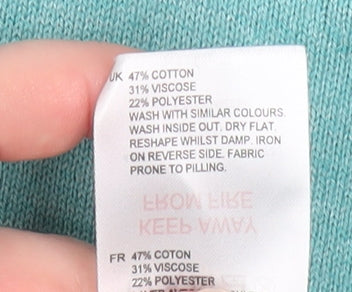 UK 47% COTTON
31% VISCOSE
22% POLYESTER
WASH WITH SIMILAR COLOURS.
WASH INSIDE OUT. DRY FLAT.
RESHAPE WHILST DAMP. IRON
ON REVERSE SIDE. FABRIC
PRONE TO PILLING.
KEEP AWAY
FROM FIRE
FR 47% COTON
31% VISCOSE
22% POLYESTER